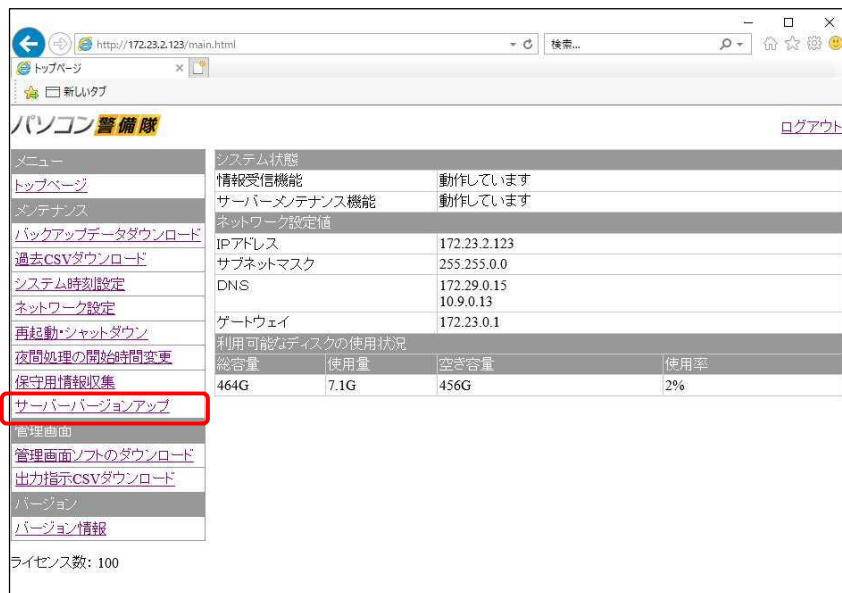 http://172.23.2.123/main.html
検索...
トップページ
新しいタブ
パソコン警備隊
ログアウト
メニュー
トップページ
メンテナンス
バックアップデータダウンロード
過去CSVダウンロード
システム時刻設定
ネットワーク設定
再起動・シャットダウン
夜間処理の開始時間変更
保守用情報収集
サーバーバージョンアップ
管理画面
管理画面ソフトのダウンロード
出力指示CSVダウンロード
バージョン
バージョン情報
ライセンス数: 100
システム状態
情報受信機能 動作しています
サーバーメンテナンス機能 動作しています
ネットワーク設定値
IPアドレス 172.23.2.123
サブネットマスク 255.255.0.0
DNS 172.29.0.15
10.9.0.13
ゲートウェイ 172.23.0.1
利用可能なディスクの使用状況
総容量 使用量 空き容量 使用率
464G 7.1G 456G 2%